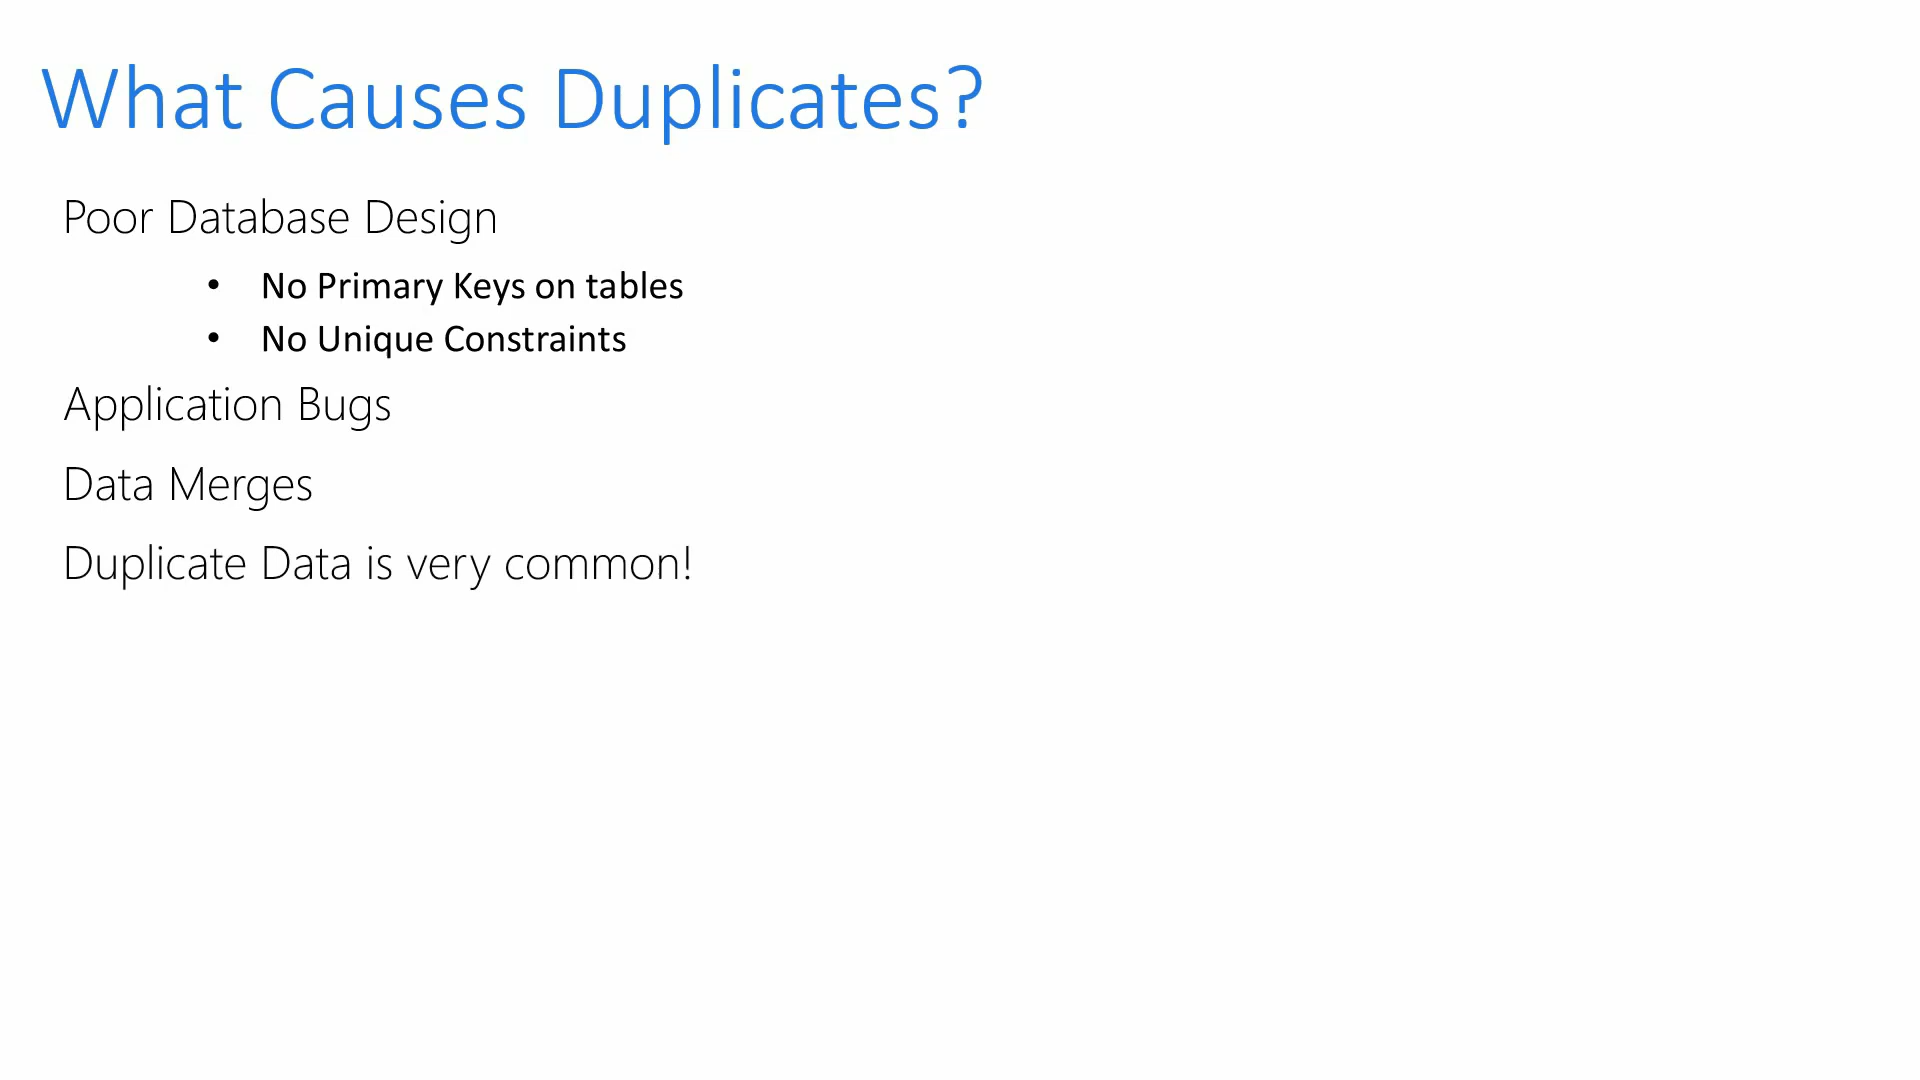 What Causes Duplicates?
Poor Database Design
• No Primary Keys on tables
• No Unique Constraints
Application Bugs
Data Merges
Duplicate Data is very common!